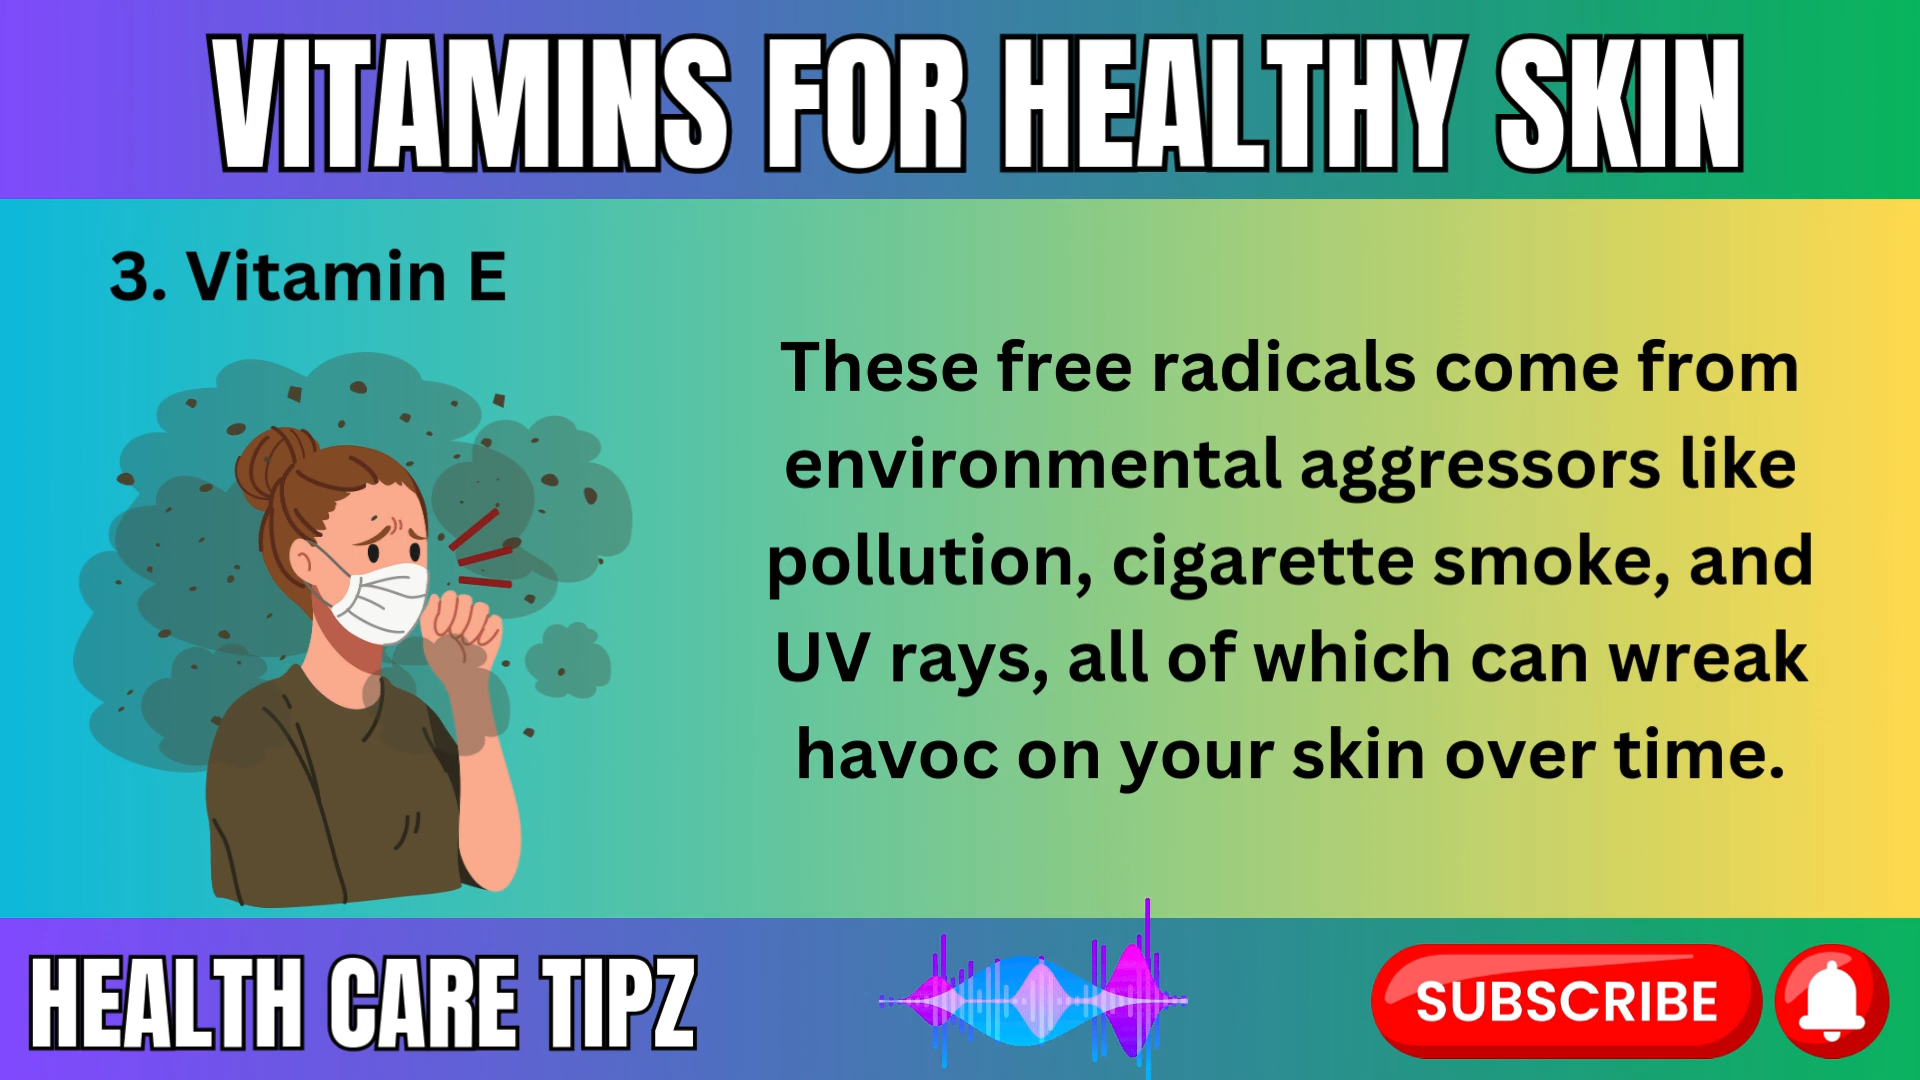 VITAMINS FOR HEALTHY SKIN
3. Vitamin E
These free radicals come from
environmental aggressors like
pollution, cigarette smoke, and
UV rays, all of which can wreak
havoc on your skin over time.
HEALTH CARE TIPZ
SUBSCRIBE